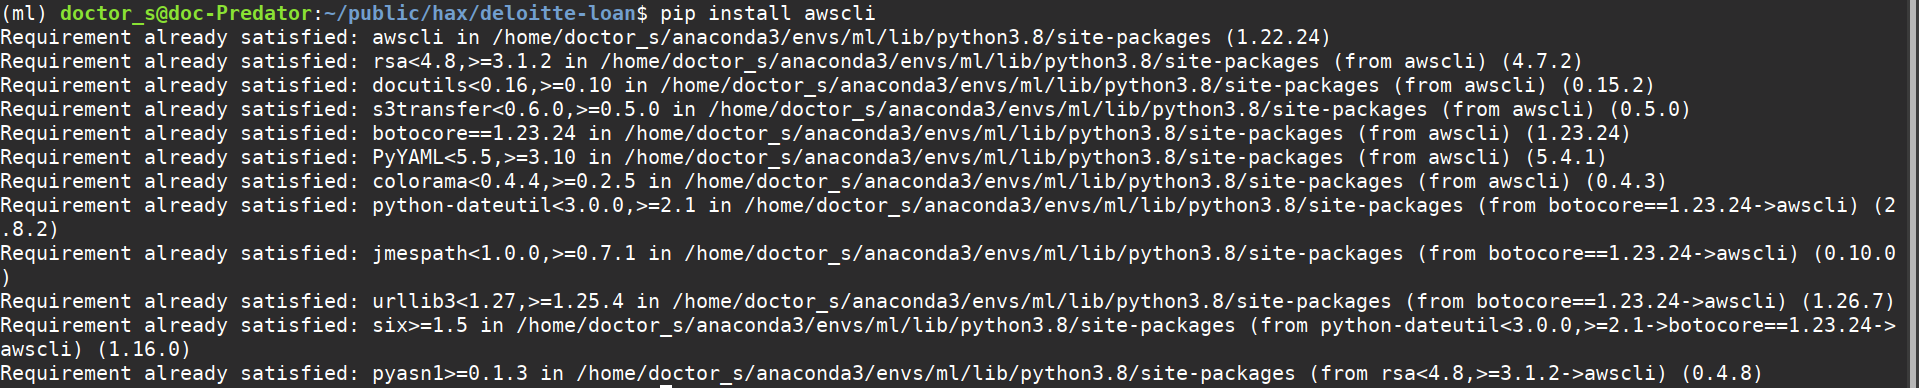 (ml) doctor_s@doc-Predator:~/public/hax/deloitte-loan$ pip install awscli
Requirement already satisfied: awscli in /home/doctor_s/anaconda3/envs/ml/lib/python3.8/site-packages (1.22.24)
Requirement already satisfied: rsa<4.8,>=3.1.2 in /home/doctor_s/anaconda3/envs/ml/lib/python3.8/site-packages (from awscli) (4.7.2)
Requirement already satisfied: docutils<0.16,>=0.10 in /home/doctor_s/anaconda3/envs/ml/lib/python3.8/site-packages (from awscli) (0.15.2)
Requirement already satisfied: s3transfer<0.6.0,>=0.5.0 in /home/doctor_s/anaconda3/envs/ml/lib/python3.8/site-packages (from awscli) (0.5.0)
Requirement already satisfied: botocore==1.23.24 in /home/doctor_s/anaconda3/envs/ml/lib/python3.8/site-packages (from awscli) (1.23.24)
Requirement already satisfied: PyYAML<5.5,>=3.10 in /home/doctor_s/anaconda3/envs/ml/lib/python3.8/site-packages (from awscli) (5.4.1)
Requirement already satisfied: colorama<0.4.4,>=0.2.5 in /home/doctor_s/anaconda3/envs/ml/lib/python3.8/site-packages (from awscli) (0.4.3)
Requirement already satisfied: python-dateutil<3.0.0,>=2.1 in /home/doctor_s/anaconda3/envs/ml/lib/python3.8/site-packages (from botocore==1.23.24->awscli) (2
.8.2)
Requirement already satisfied: jmespath<1.0.0,>=0.7.1 in /home/doctor_s/anaconda3/envs/ml/lib/python3.8/site-packages (from botocore==1.23.24->awscli) (0.10.0
)
Requirement already satisfied: urllib3<1.27,>=1.25.4 in /home/doctor_s/anaconda3/envs/ml/lib/python3.8/site-packages (from botocore==1.23.24->awscli) (1.26.7)
Requirement already satisfied: six>=1.5 in /home/doctor_s/anaconda3/envs/ml/lib/python3.8/site-packages (from python-dateutil<3.0.0,>=2.1->botocore==1.23.24->
awscli) (1.16.0)
Requirement already satisfied: pyasn1>=0.1.3 in /home/doctor_s/anaconda3/envs/ml/lib/python3.8/site-packages (from rsa<4.8,>=3.1.2->awscli) (0.4.8)